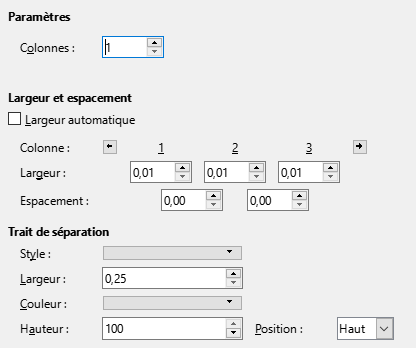 Paramètres
Colonnes : 1
Largeur et espacement
Largeur automatique
Colonne : 1 2 3
Largeur : 0,01 0,01 0,01
Espacement : 0,00 0,00
Trait de séparation
Style :
Largeur : 0,25
Couleur :
Hauteur : 100 Position : Haut